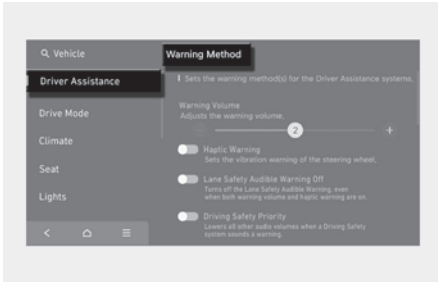 Vehicle
Warning Method
Driver Assistance
Sets the warning method(s) for the Driver Assistance systems.
Warning Volume
Adjusts the warning volume.
2
Drive Mode
Haptic Warning
Sets the vibration warning of the steering wheel.
Climate
Lane Safety Audible Warning Off
Turns off the Lane Safety Audible Warning, even
when both warning volume and haptic warning are on.
Seat
Driving Safety Priority
Lowers all other audio volumes when a Driving Safety
system sounds a warning.
Lights